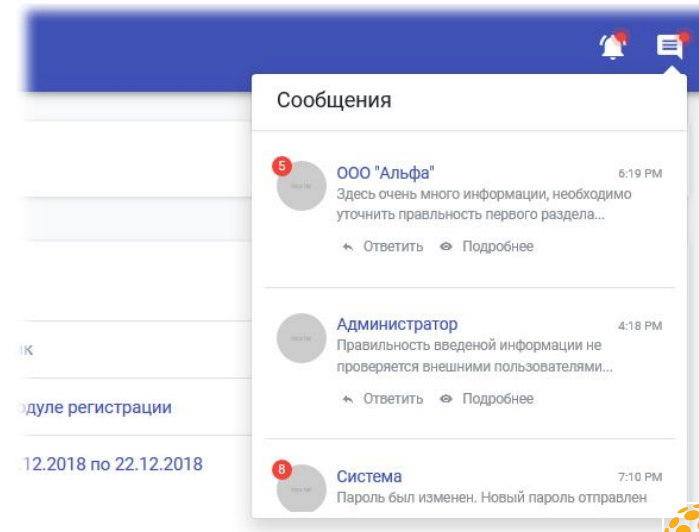 Сообщения
5
ООО "Альфа"
6:19 PM
Здесь очень много информации, необходимо
уточнить правльность первого раздела...
Ответить Подробнее
Администратор
4:18 PM
Правильность введеной информации не
проверяется внешними пользователями...
Ответить Подробнее
8
Система
7:10 PM
Пароль был изменен. Новый пароль отправлен
одуле регистрации
12.2018 по 22.12.2018